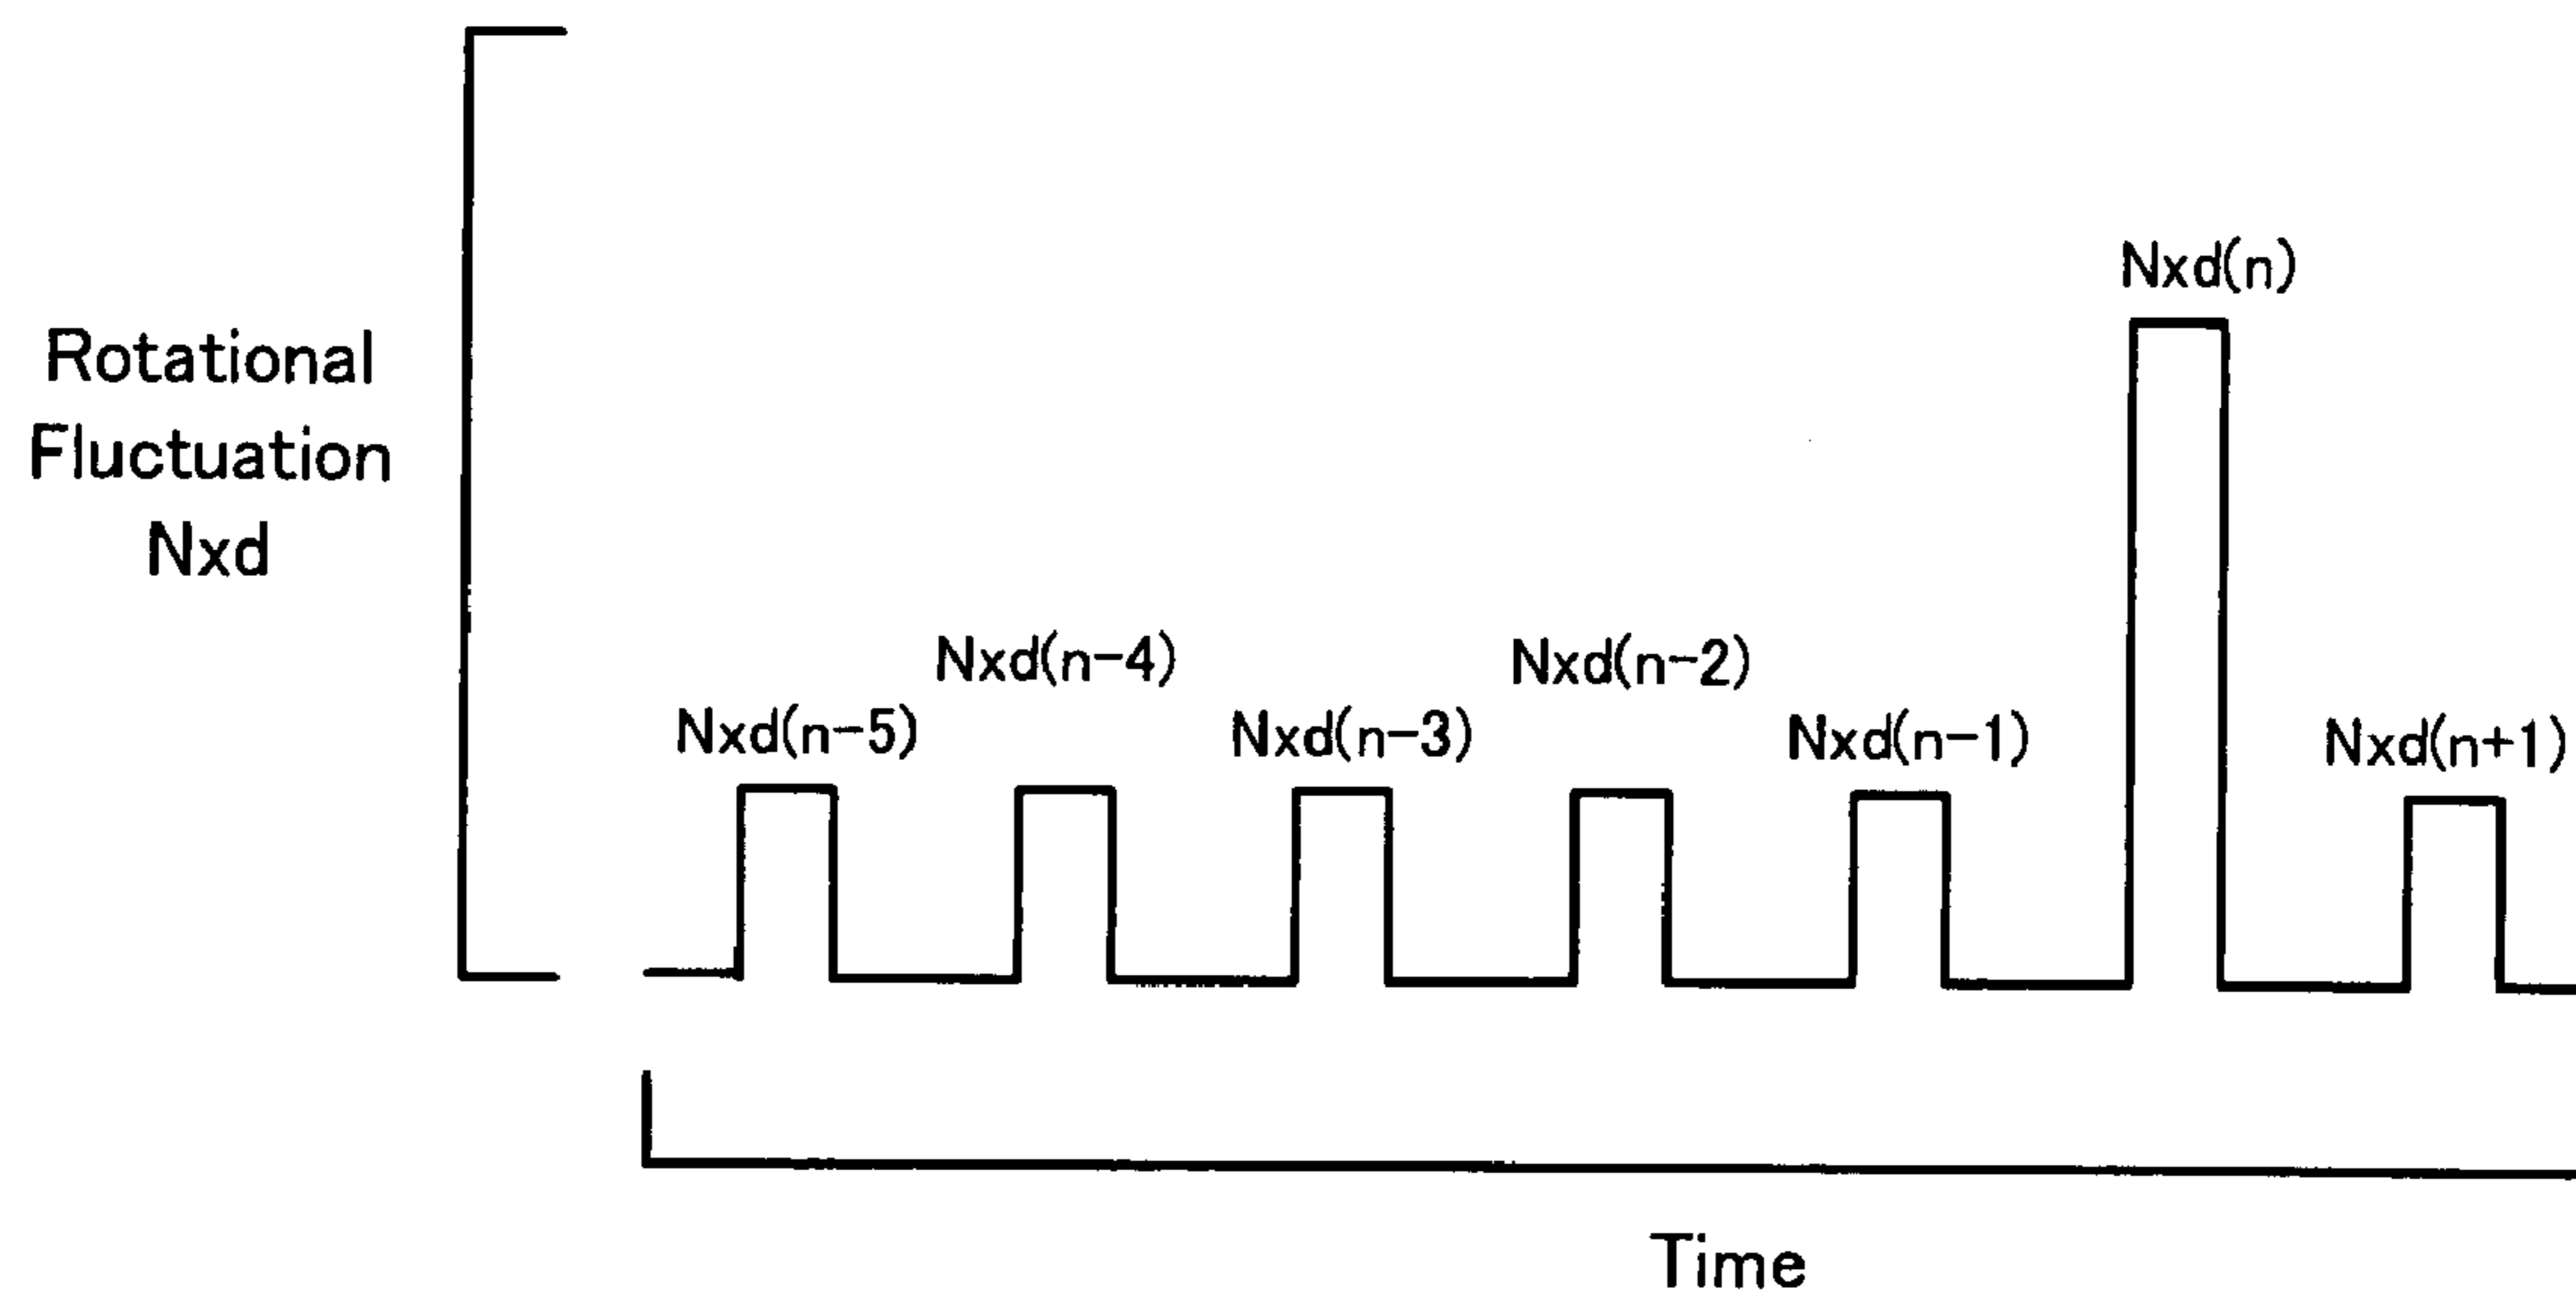 Rotational
Fluctuation
Nxd
Nxd(n-5)
Nxd(n-4)
Nxd(n-3)
Nxd(n-2)
Nxd(n-1)
Nxd(n)
Nxd(n+1)
Time